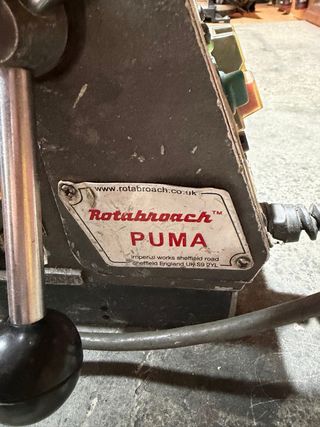 www.rotabroach.co.uk
Rotabroach™
PUMA
imperial works sheffield road
sheffield England UK S9 2YL